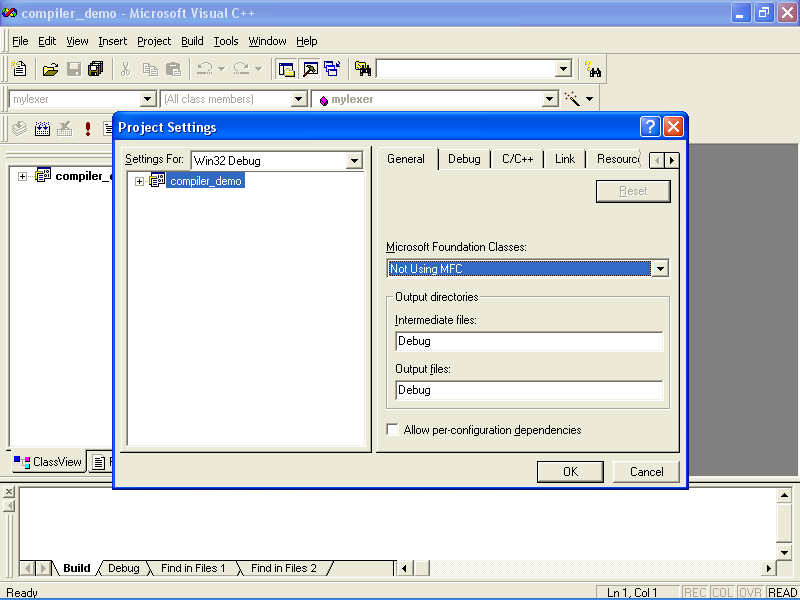 compiler_demo - Microsoft Visual C++
File Edit View Insert Project Build Tools Window Help
mylexer (All class members) mylexer
Project Settings
Settings For: Win32 Debug
compiler_demo
General Debug C/C++ Link Resourc
Reset
Microsoft Foundation Classes:
Not Using MFC
Output directories
Intermediate files:
Debug
Output files:
Debug
Allow per-configuration dependencies
OK Cancel
compiler_
ClassView
Build Debug Find in Files 1 Find in Files 2
Ready Ln 1, Col 1 REC COL OVR READ